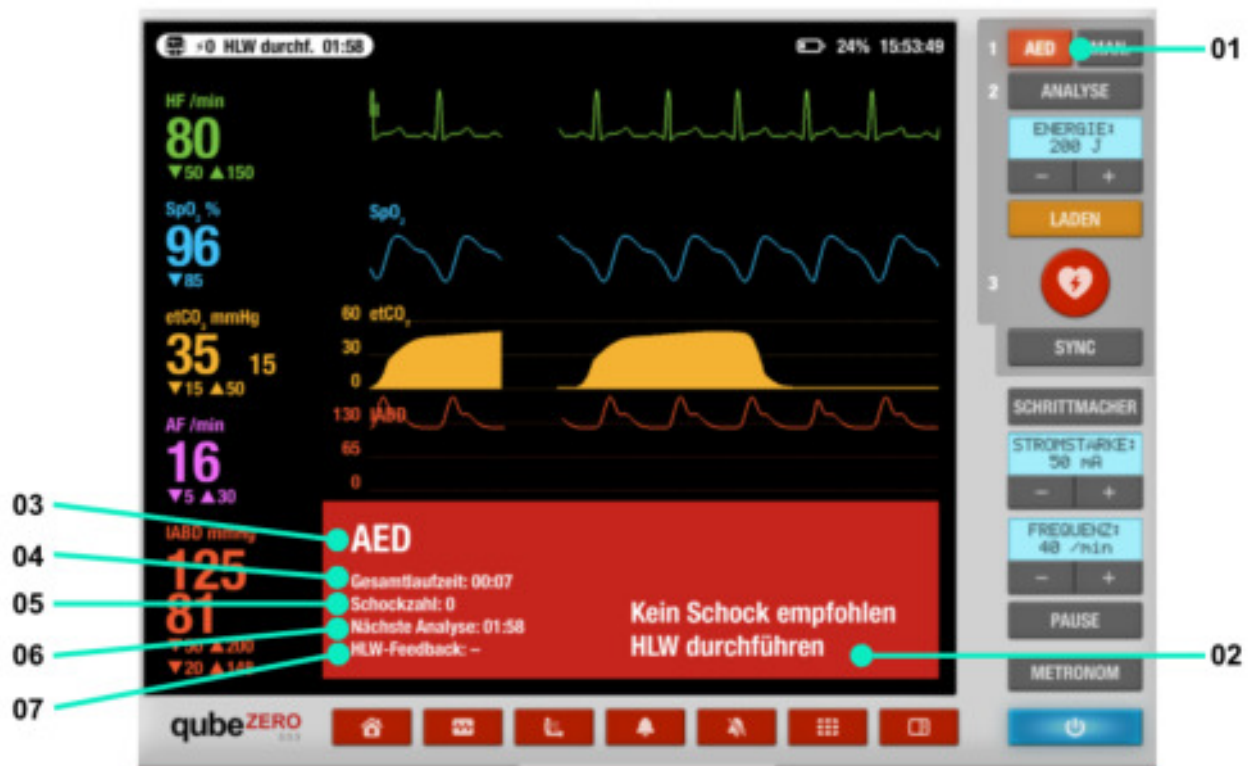 ⚡0 HLW durchf. 01:58
24% 15:53:49
HF /min
80
▼50 ▲150
SpO₂ %
96
▼85
SpO₂
etCO₂ mmHg
35 15
▼15 ▲50
60 etCO₂
30
0
AF /min
16
▼5 ▲30
130 IABD
65
0
IABD mmHg
125
81
▼20
AED
Gesamtlaufzeit: 00:07
Schockzahl: 0
Nächste Analyse: 01:58
HLW-Feedback: –
Kein Schock empfohlen
HLW durchführen
1 AED MAN.
2 ANALYSE
ENERGIE:
200 J
– +
LADEN
3
SYNC
SCHRITTMACHER
STROMSTARKE:
50 mA
– +
FREQUENZ:
40 /min
– +
PAUSE
METRONOM
qubeZERO
01
02
03
04
05
06
07